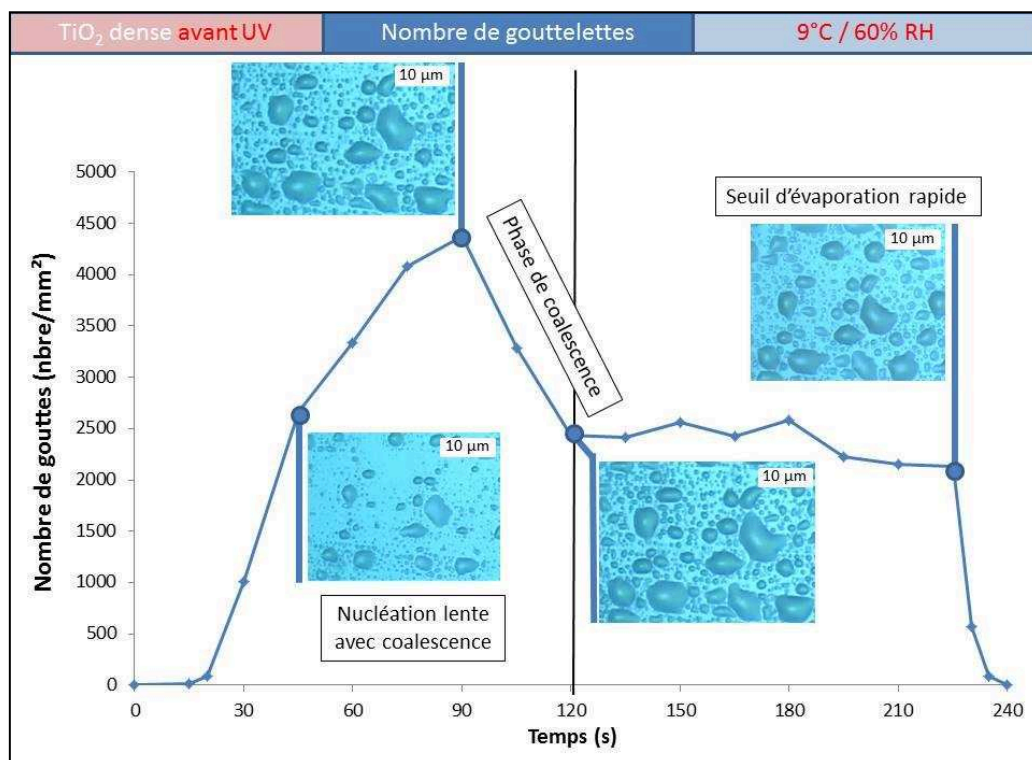 TiO₂ dense avant UV
Nombre de gouttelettes
9°C / 60% RH
10 µm
Seuil d'évaporation rapide
10 µm
Phase de coalescence
10 µm
10 µm
Nucléation lente
avec coalescence
Nombre de gouttes (nbre/mm²)
5000
4500
4000
3500
3000
2500
2000
1500
1000
500
0
0 30 60 90 120 150 180 210 240
Temps (s)